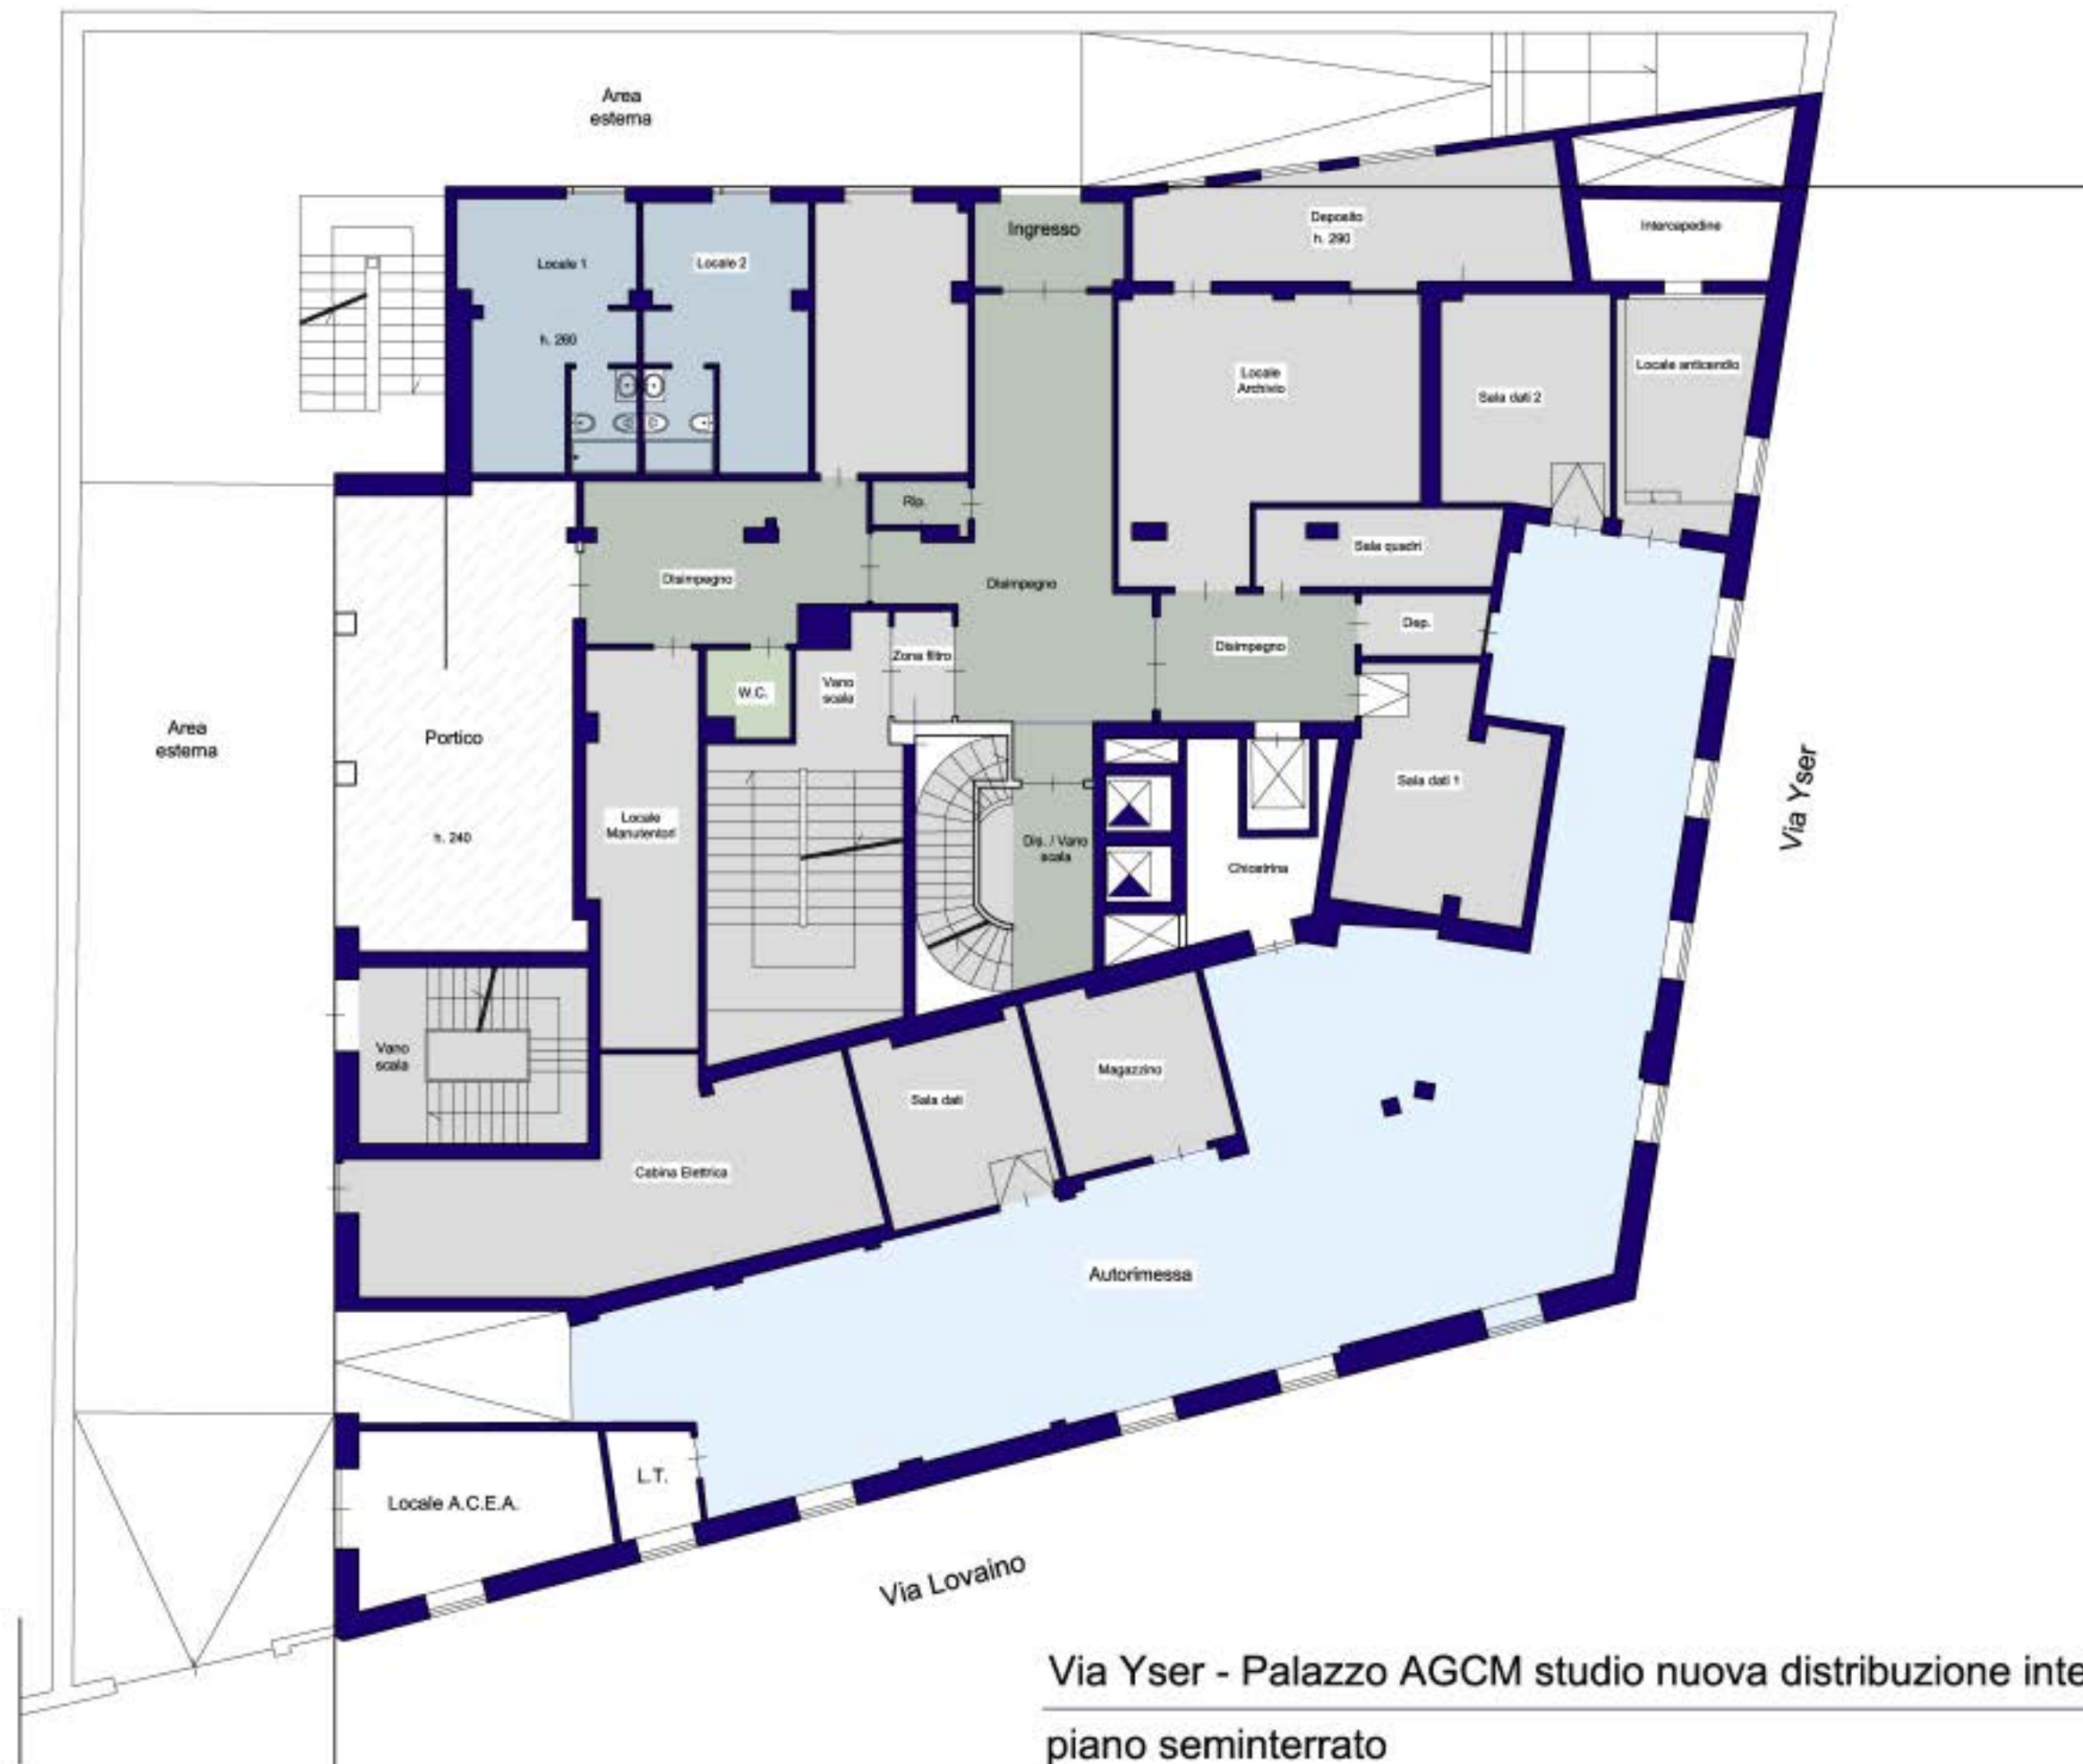 Area
esterna
Ingresso
Deposito
h. 290
Intercapedine
Locale 1
Locale 2
h. 260
Locale
Archivio
Sala dati 2
Locale anticendio
Rip.
Sala quadri
Disimpegno
Disimpegno
Disimpegno
Dep.
Zona filtro
W.C.
Vano
scala
Area
esterna
Portico
h. 240
Via Yser
Sala dati 1
Locale
Manutentori
Dis. / Vano
scala
Chiostrina
Vano
scala
Magazzino
Sala dati
Cabina Elettrica
Autorimessa
L.T.
Locale A.C.E.A.
Via Lovaino
Via Yser - Palazzo AGCM studio nuova distribuzione inte
piano seminterrato